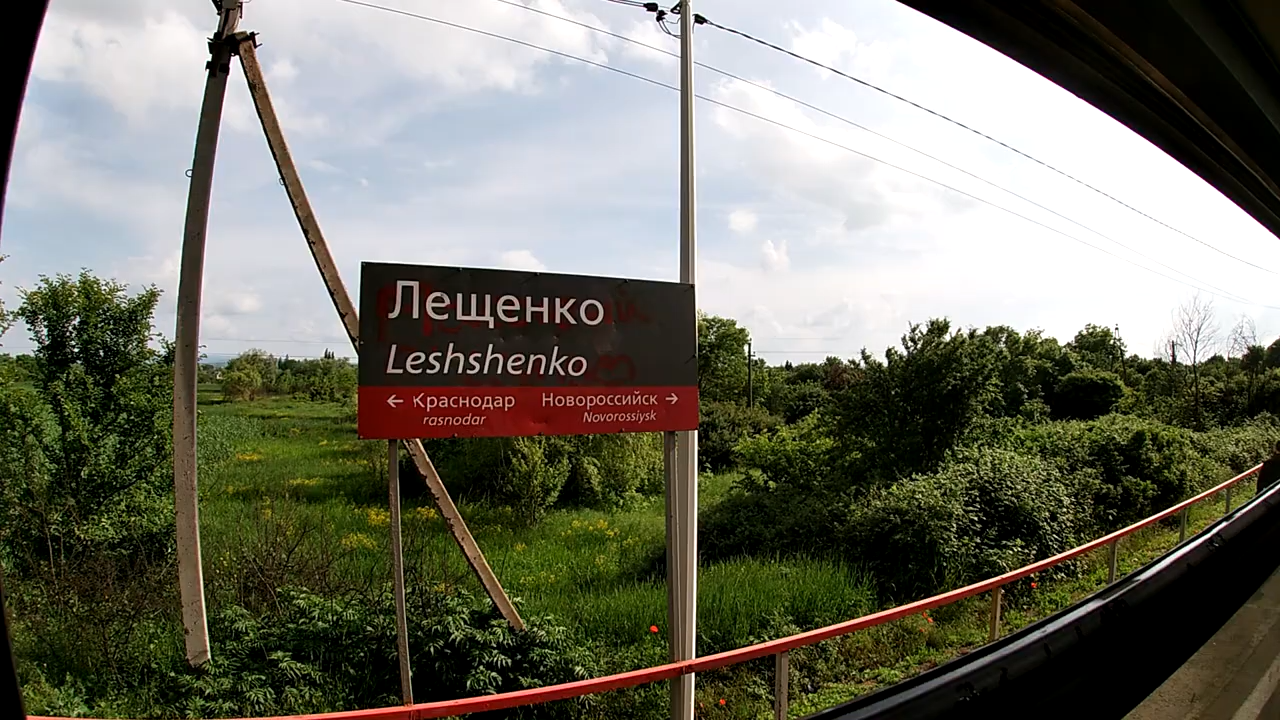 Лещенко
Leshshenko
← Краснодар Новороссийск →
rasnodar Novorossiysk